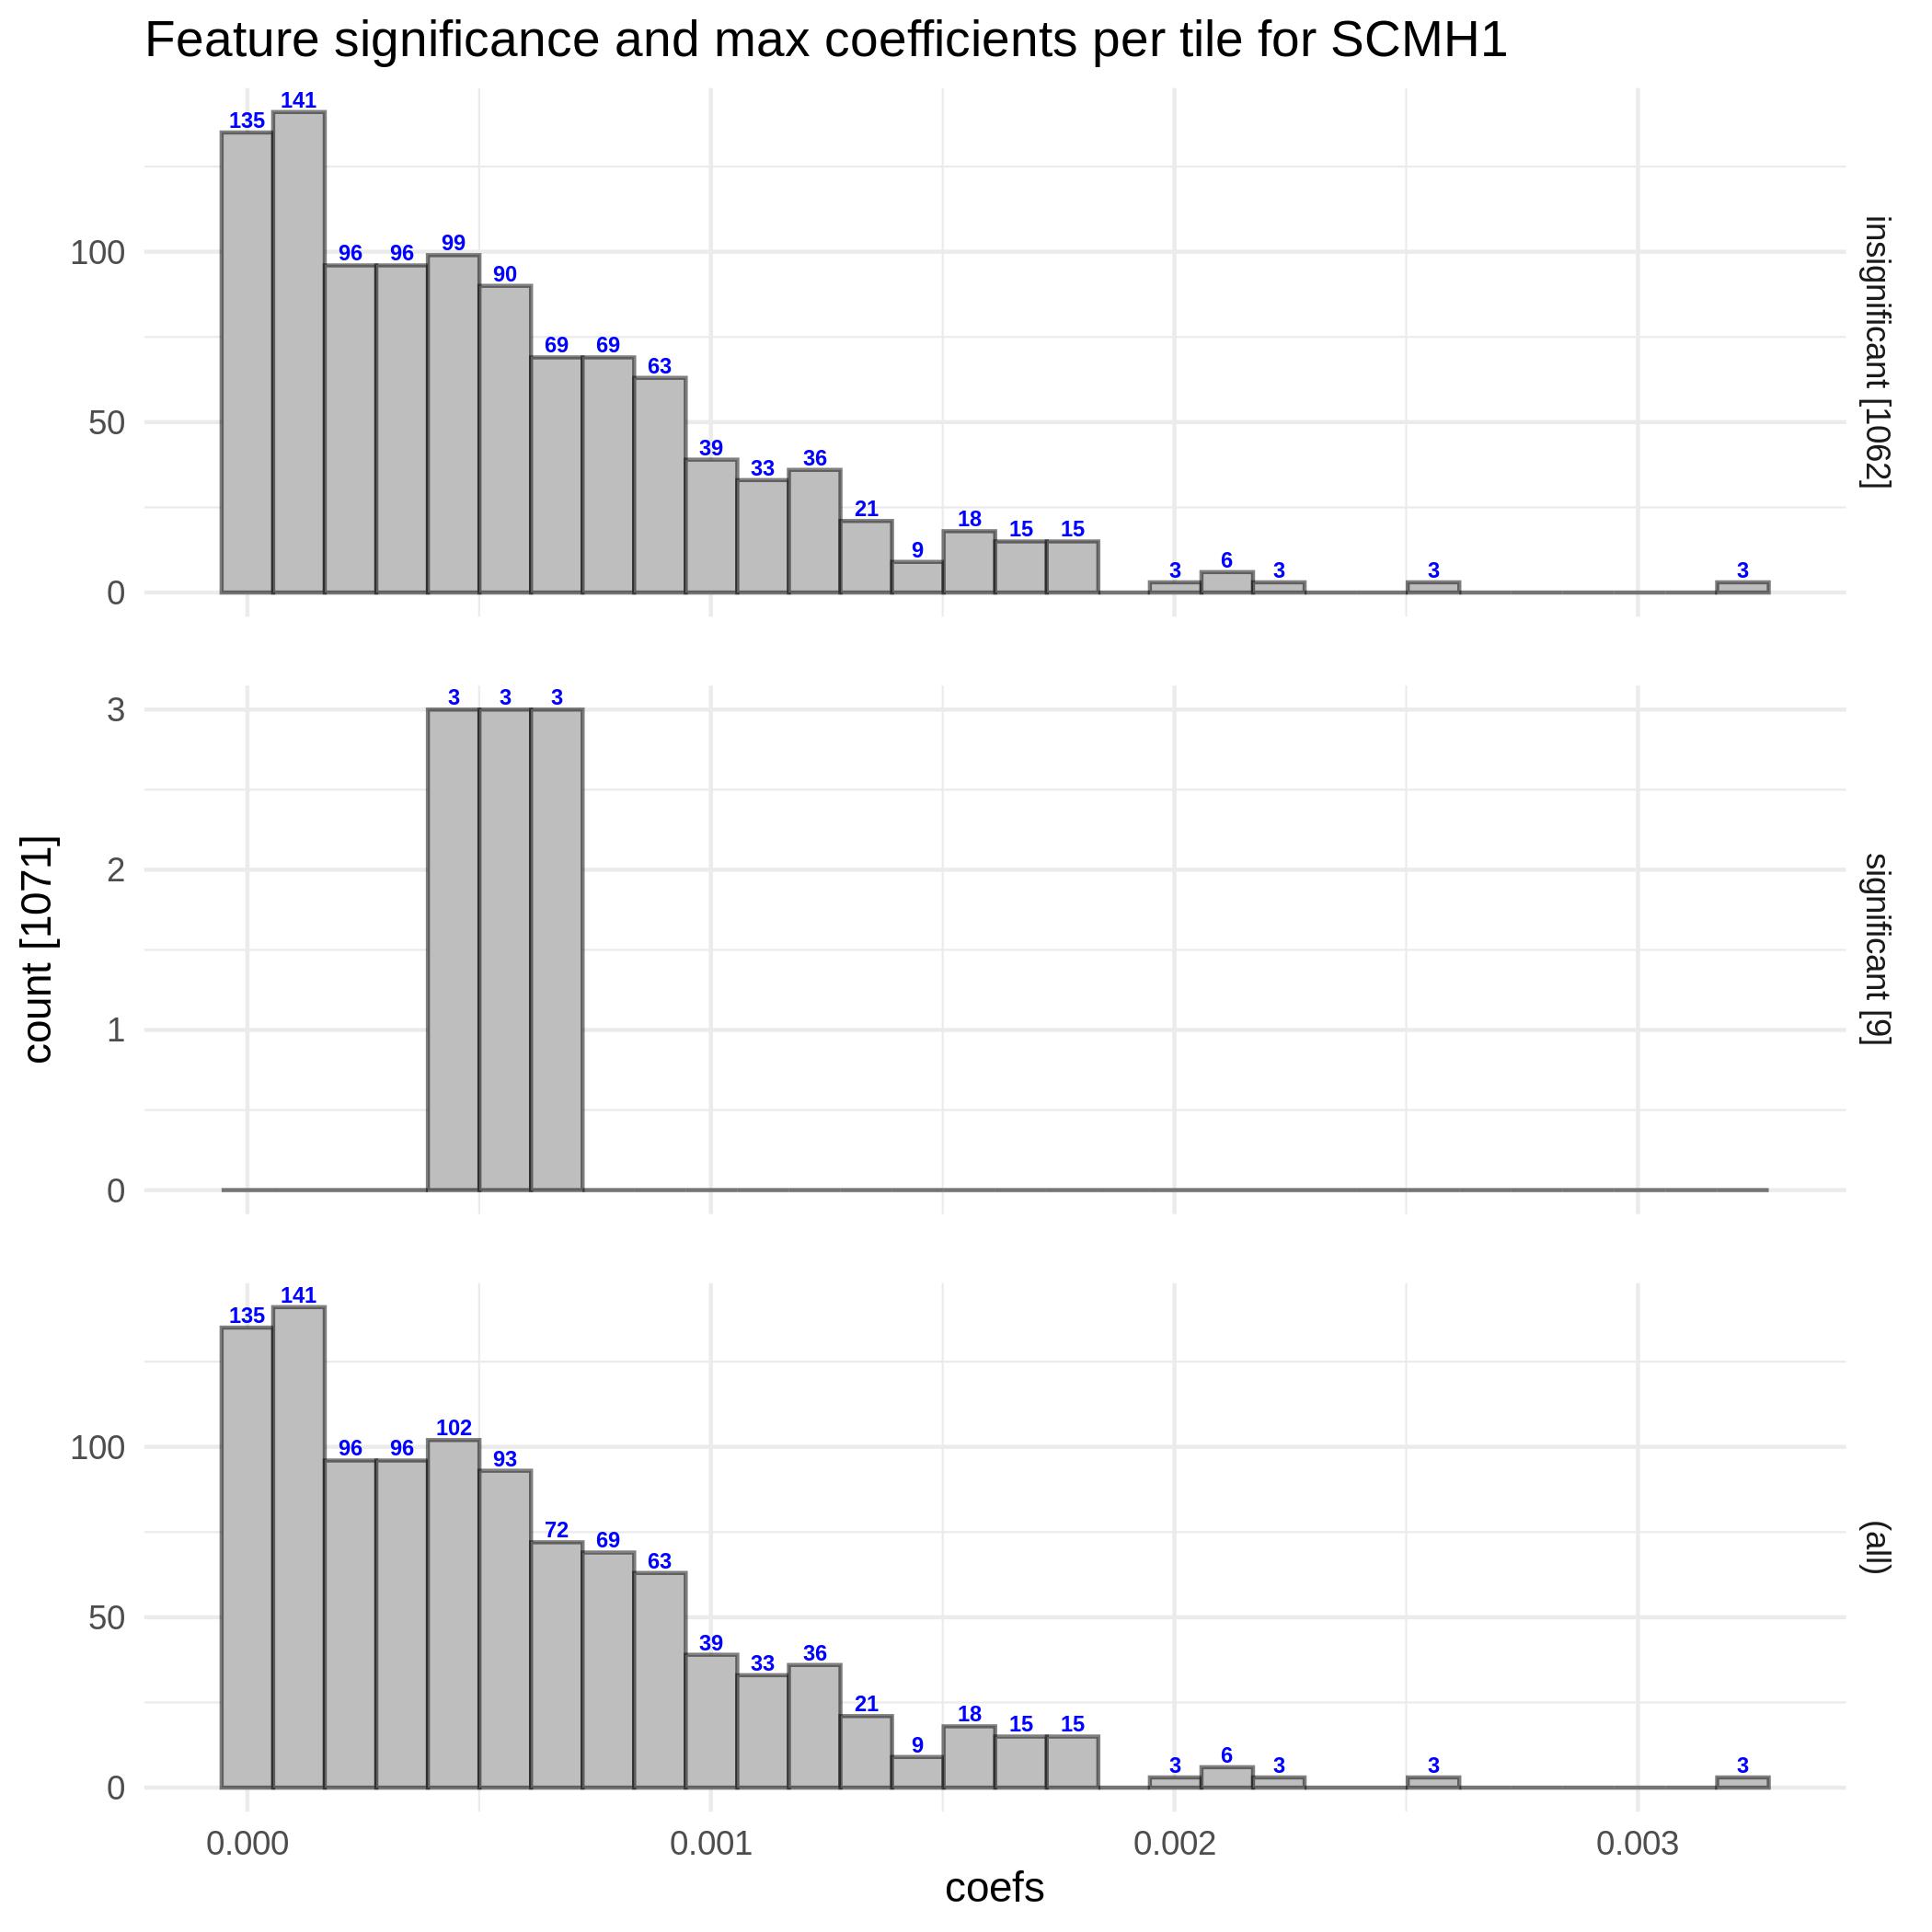 Feature significance and max coefficients per tile for SCMH1
135 141 96 96 99 90 69 69 63 39 33 36 21 9 18 15 15 3 6 3 3 3
100
50
0
insignificant [1062]
3 3 3
3
2
1
0
significant [9]
count [1071]
135 141 96 96 102 93 72 69 63 39 33 36 21 9 18 15 15 3 6 3 3 3
100
50
0
(all)
0.000 0.001 0.002 0.003
coefs